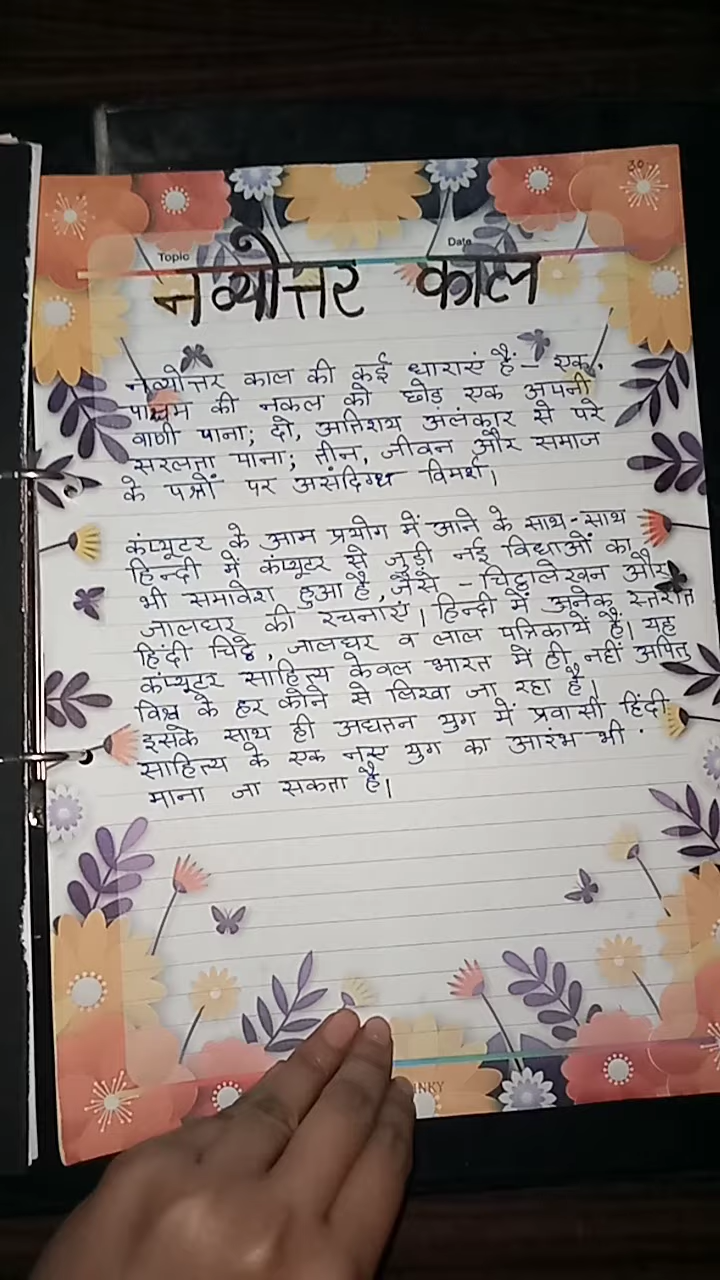 30
Topic
Date
नव्योत्तर काल
नव्योत्तर काल की कई धाराएं हैं - एक,
पश्चिम की नकल को छोड़ एक अपनी
वाणी पाना; दो, अतिशय अलंकार से परे
सरलता पाना; तीन, जीवन और समाज
के प्रश्नों पर असंदिग्ध विमर्श।
कंप्यूटर के आम प्रयोग में आने के साथ-साथ
हिन्दी में कंप्यूटर से जुड़ी नई विधाओं का
भी समावेश हुआ है, जैसे - चिट्ठालेखन और
जालघर की रचनाएं। हिन्दी में अनेक स्तरीत
हिंदी चिट्ठे, जालघर व लाल पत्रिकायें हैं। यह
कंप्यूटर साहित्य केवल भारत में ही नहीं अपितु
विश्व के हर कोने से लिखा जा रहा है।
इसके साथ ही अद्यतन युग में प्रवासी हिंदी
साहित्य के एक नए युग का आरंभ भी
माना जा सकता है।